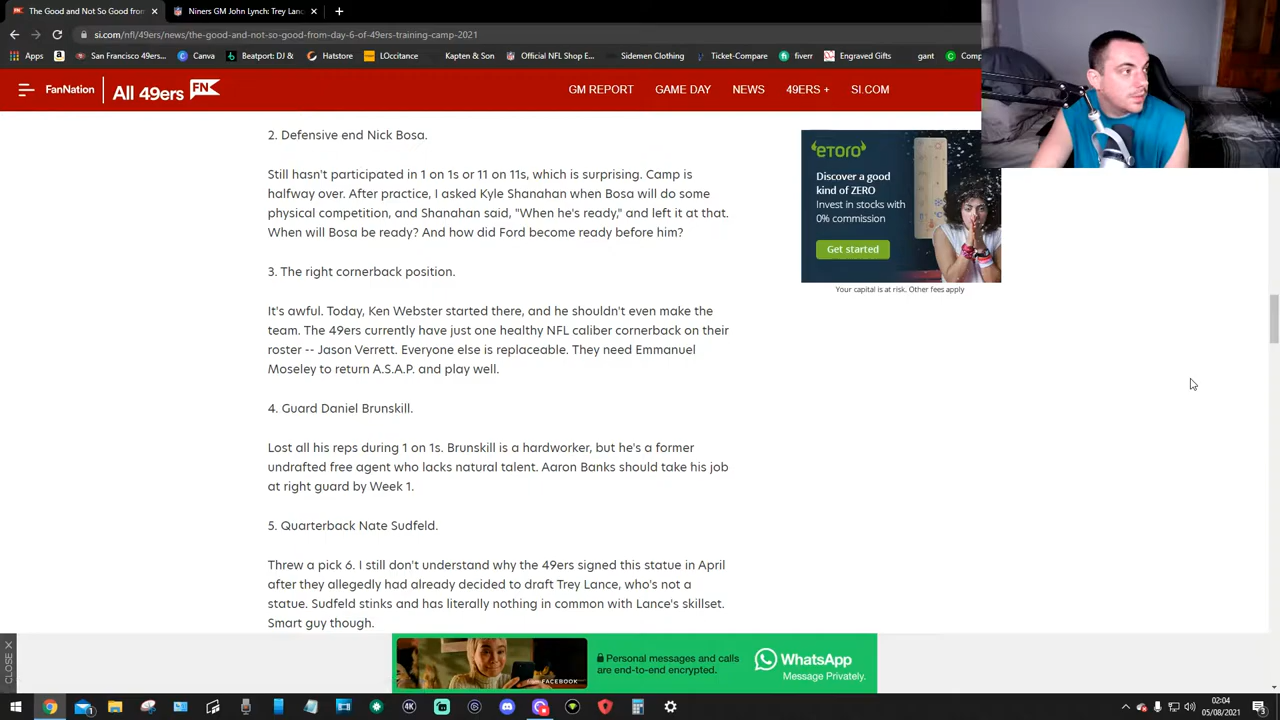 The Good and Not So Good from
Niners GM John Lynch: Trey Lanc
si.com/nfl/49ers/news/the-good-and-not-so-good-from-day-6-of-49ers-training-camp-2021
Apps
San Francisco 49ers...
Beatport: DJ &
Hatstore
LOccitance
Kapten & Son
Official NFL Shop E...
Sidemen Clothing
Ticket-Compare
fiverr
Engraved Gifts
gant
Comp
FanNation
All 49ers FN
GM REPORT
GAME DAY
NEWS
49ERS +
SI.COM
2. Defensive end Nick Bosa.
Still hasn't participated in 1 on 1s or 11 on 11s, which is surprising. Camp is
halfway over. After practice, I asked Kyle Shanahan when Bosa will do some
physical competition, and Shanahan said, "When he's ready," and left it at that.
When will Bosa be ready? And how did Ford become ready before him?
3. The right cornerback position.
It's awful. Today, Ken Webster started there, and he shouldn't even make the
team. The 49ers currently have just one healthy NFL caliber cornerback on their
roster -- Jason Verrett. Everyone else is replaceable. They need Emmanuel
Moseley to return A.S.A.P. and play well.
4. Guard Daniel Brunskill.
Lost all his reps during 1 on 1s. Brunskill is a hardworker, but he's a former
undrafted free agent who lacks natural talent. Aaron Banks should take his job
at right guard by Week 1.
5. Quarterback Nate Sudfeld.
Threw a pick 6. I still don't understand why the 49ers signed this statue in April
after they allegedly had already decided to draft Trey Lance, who's not a
statue. Sudfeld stinks and has literally nothing in common with Lance's skillset.
Smart guy though.
eToro
Discover a good
kind of ZERO
Invest in stocks with
0% commission
Get started
Your capital is at risk. Other fees apply
CLOSE X
FACEBOOK
Personal messages and calls
are end-to-end encrypted.
WhatsApp
Message Privately.
4K
02:04
05/08/2021